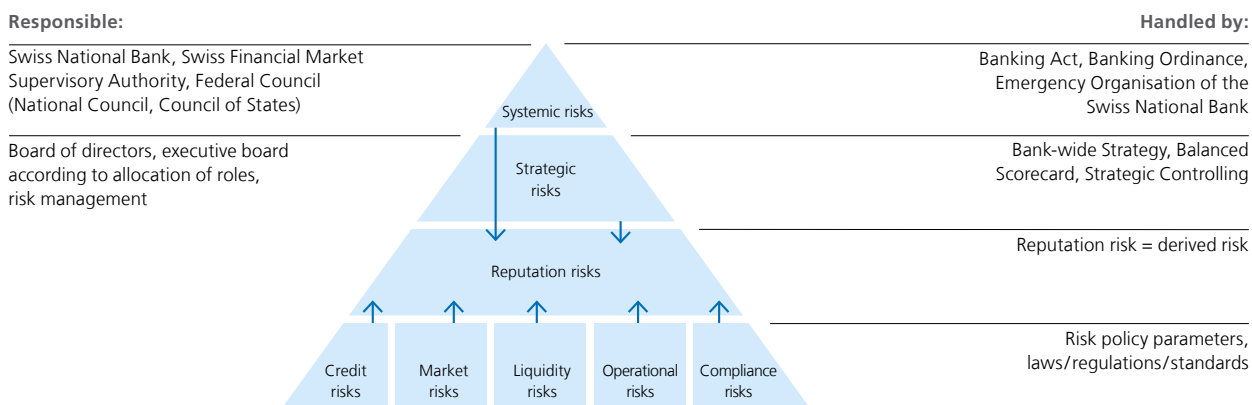 Responsible:
Handled by:
Swiss National Bank, Swiss Financial Market
Supervisory Authority, Federal Council
(National Council, Council of States)
Banking Act, Banking Ordinance,
Emergency Organisation of the
Swiss National Bank
Systemic risks
Board of directors, executive board
according to allocation of roles,
risk management
Strategic
risks
Bank-wide Strategy, Balanced
Scorecard, Strategic Controlling
Reputation risks
Reputation risk = derived risk
Credit
risks
Market
risks
Liquidity
risks
Operational
risks
Compliance
risks
Risk policy parameters,
laws/regulations/standards